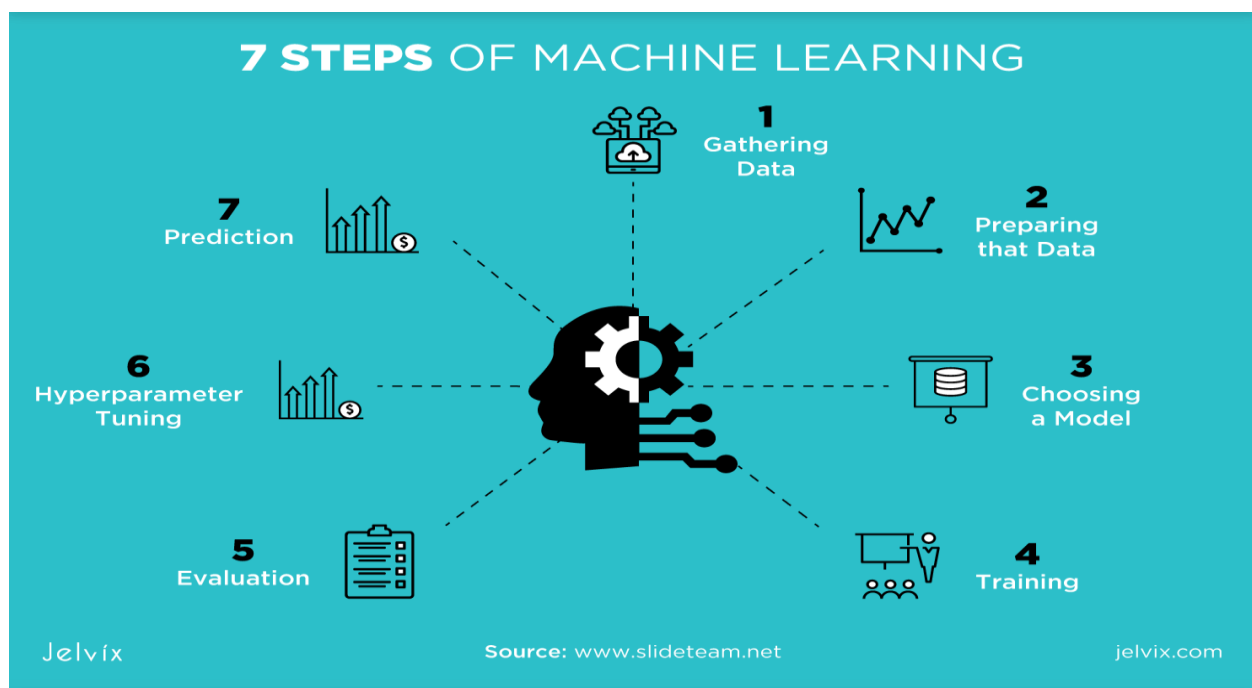 7 STEPS OF MACHINE LEARNING
1
Gathering
Data
2
Preparing
that Data
3
Choosing
a Model
4
Training
5
Evaluation
6
Hyperparameter
Tuning
7
Prediction
$
$
Jelvix
Source: www.slideteam.net
jelvix.com